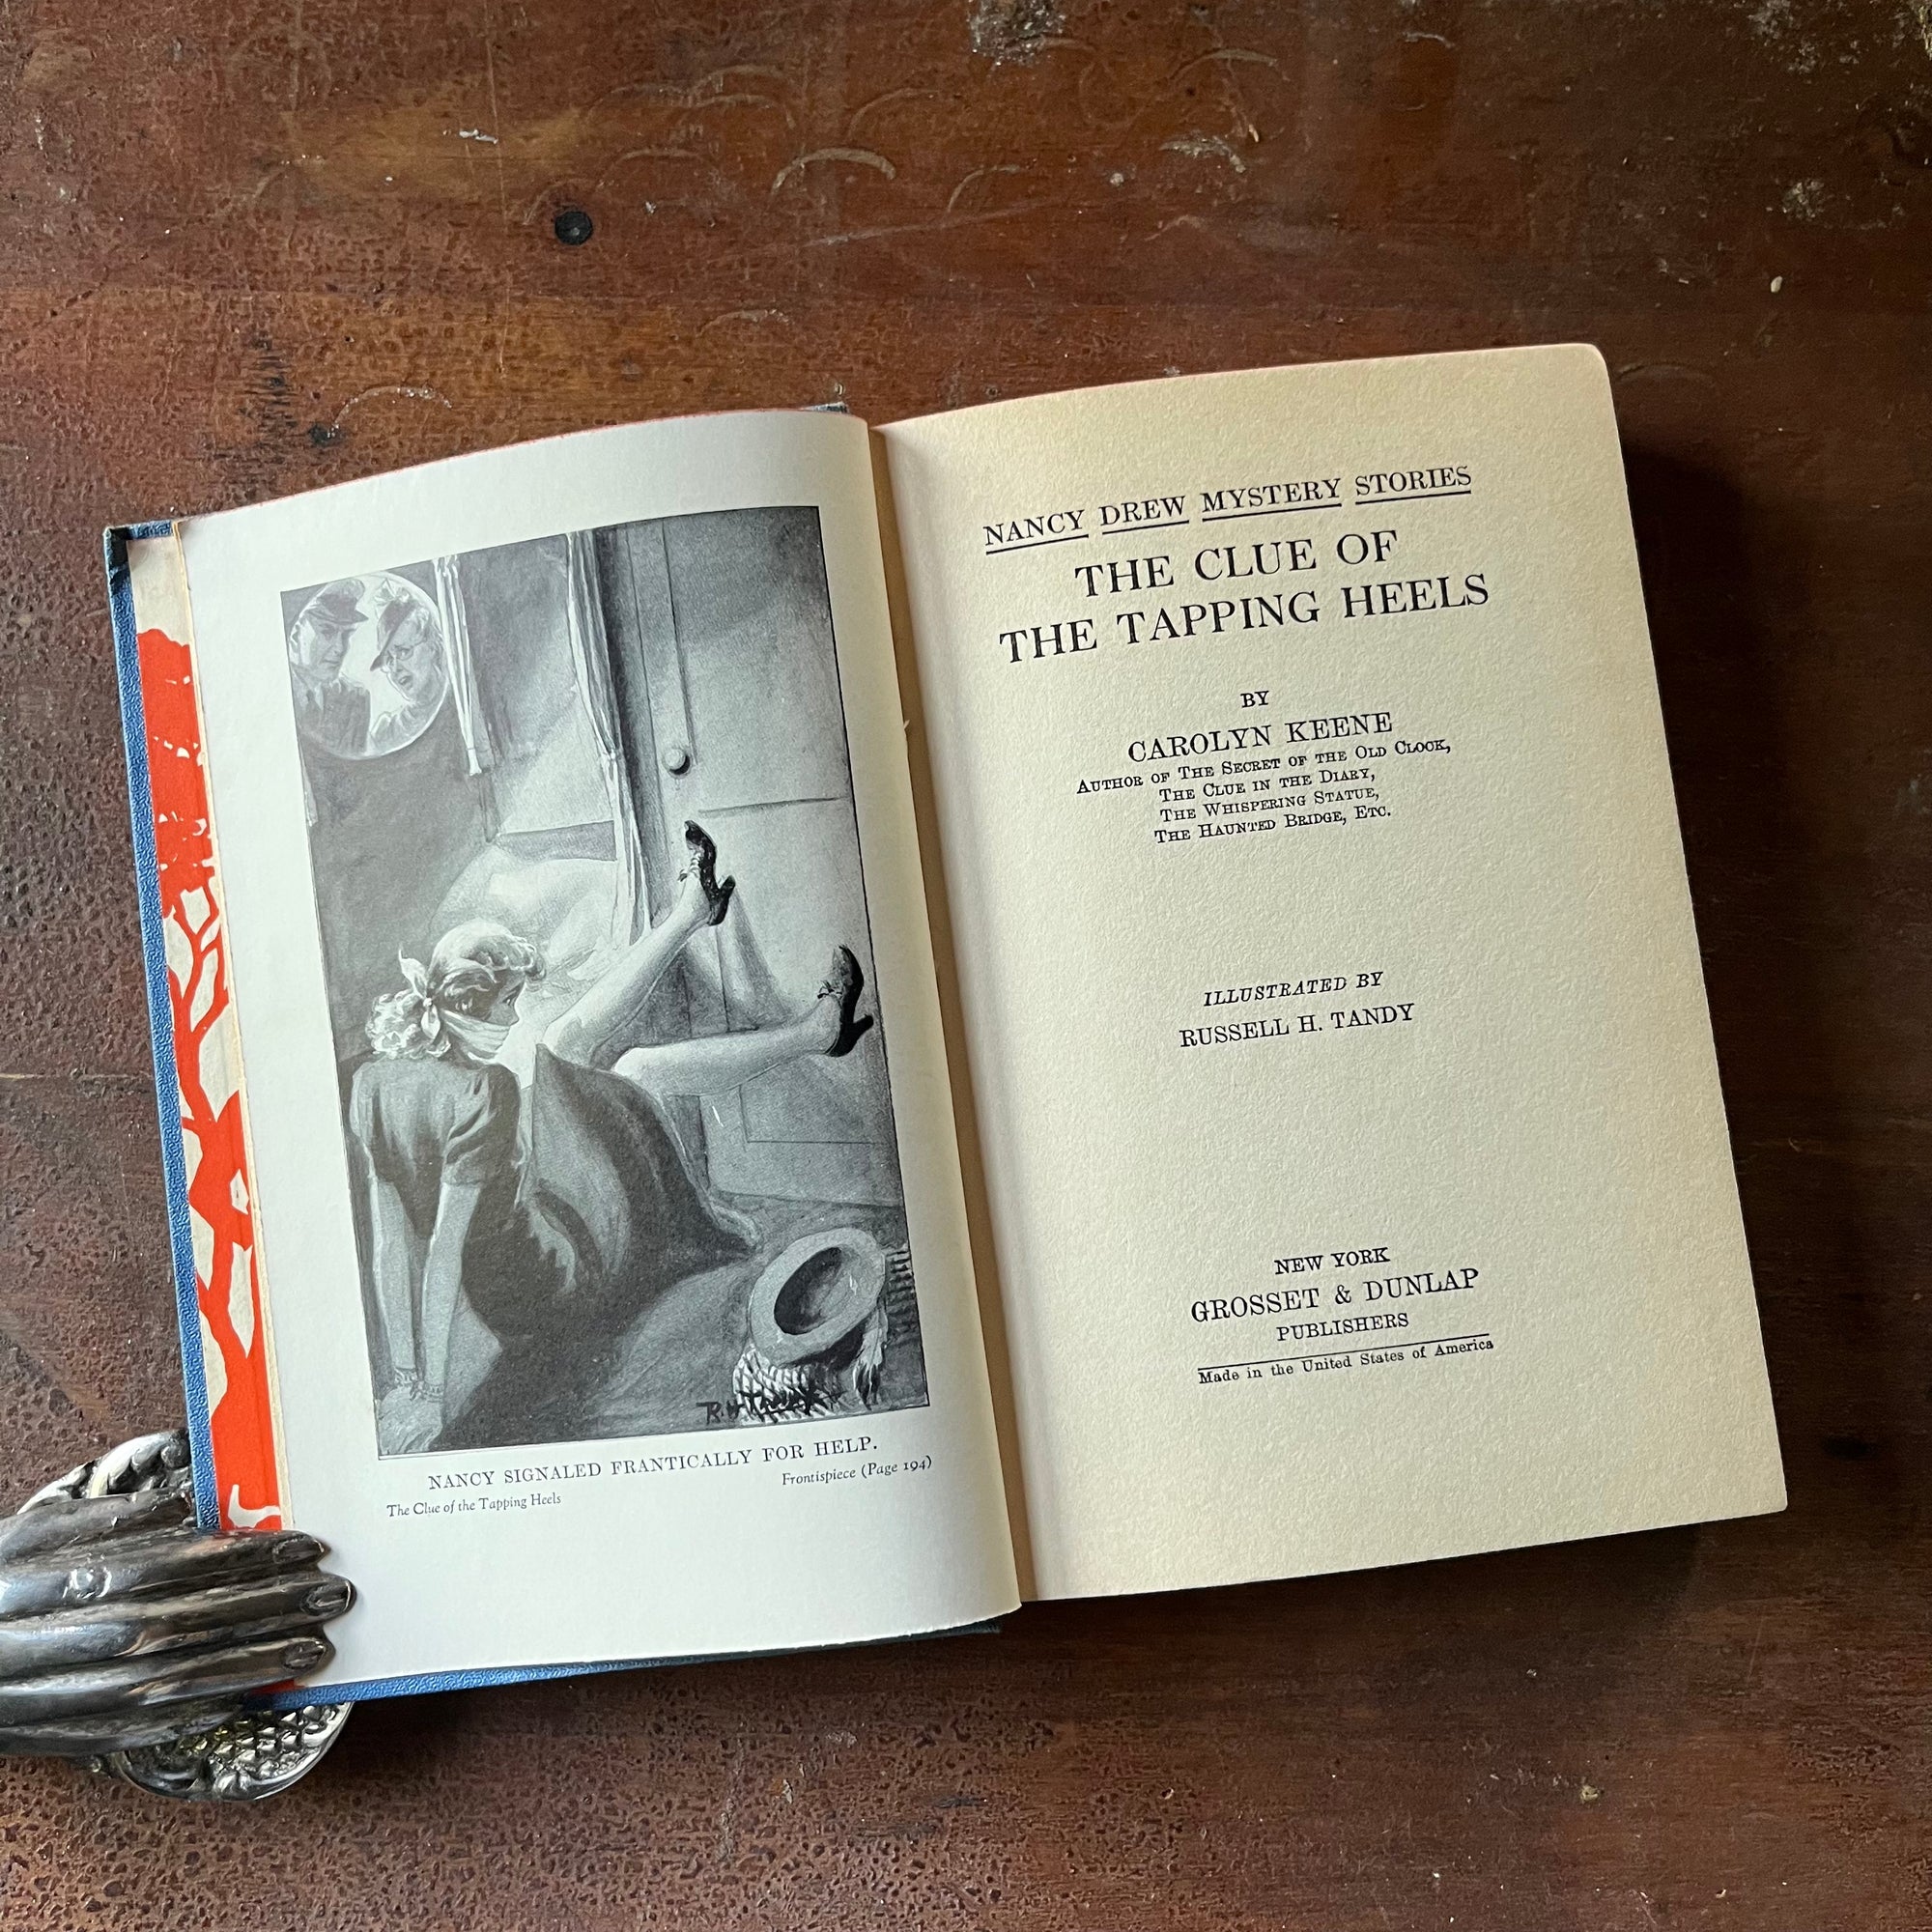 R.H. TANDY
NANCY SIGNALED FRANTICALLY FOR HELP.
The Clue of the Tapping Heels
Frontispiece (Page 194)
NANCY DREW MYSTERY STORIES
THE CLUE OF
THE TAPPING HEELS
BY
CAROLYN KEENE
AUTHOR OF THE SECRET OF THE OLD CLOCK,
THE CLUE IN THE DIARY,
THE WHISPERING STATUE,
THE HAUNTED BRIDGE, ETC.
ILLUSTRATED BY
RUSSELL H. TANDY
NEW YORK
GROSSET & DUNLAP
PUBLISHERS
Made in the United States of America